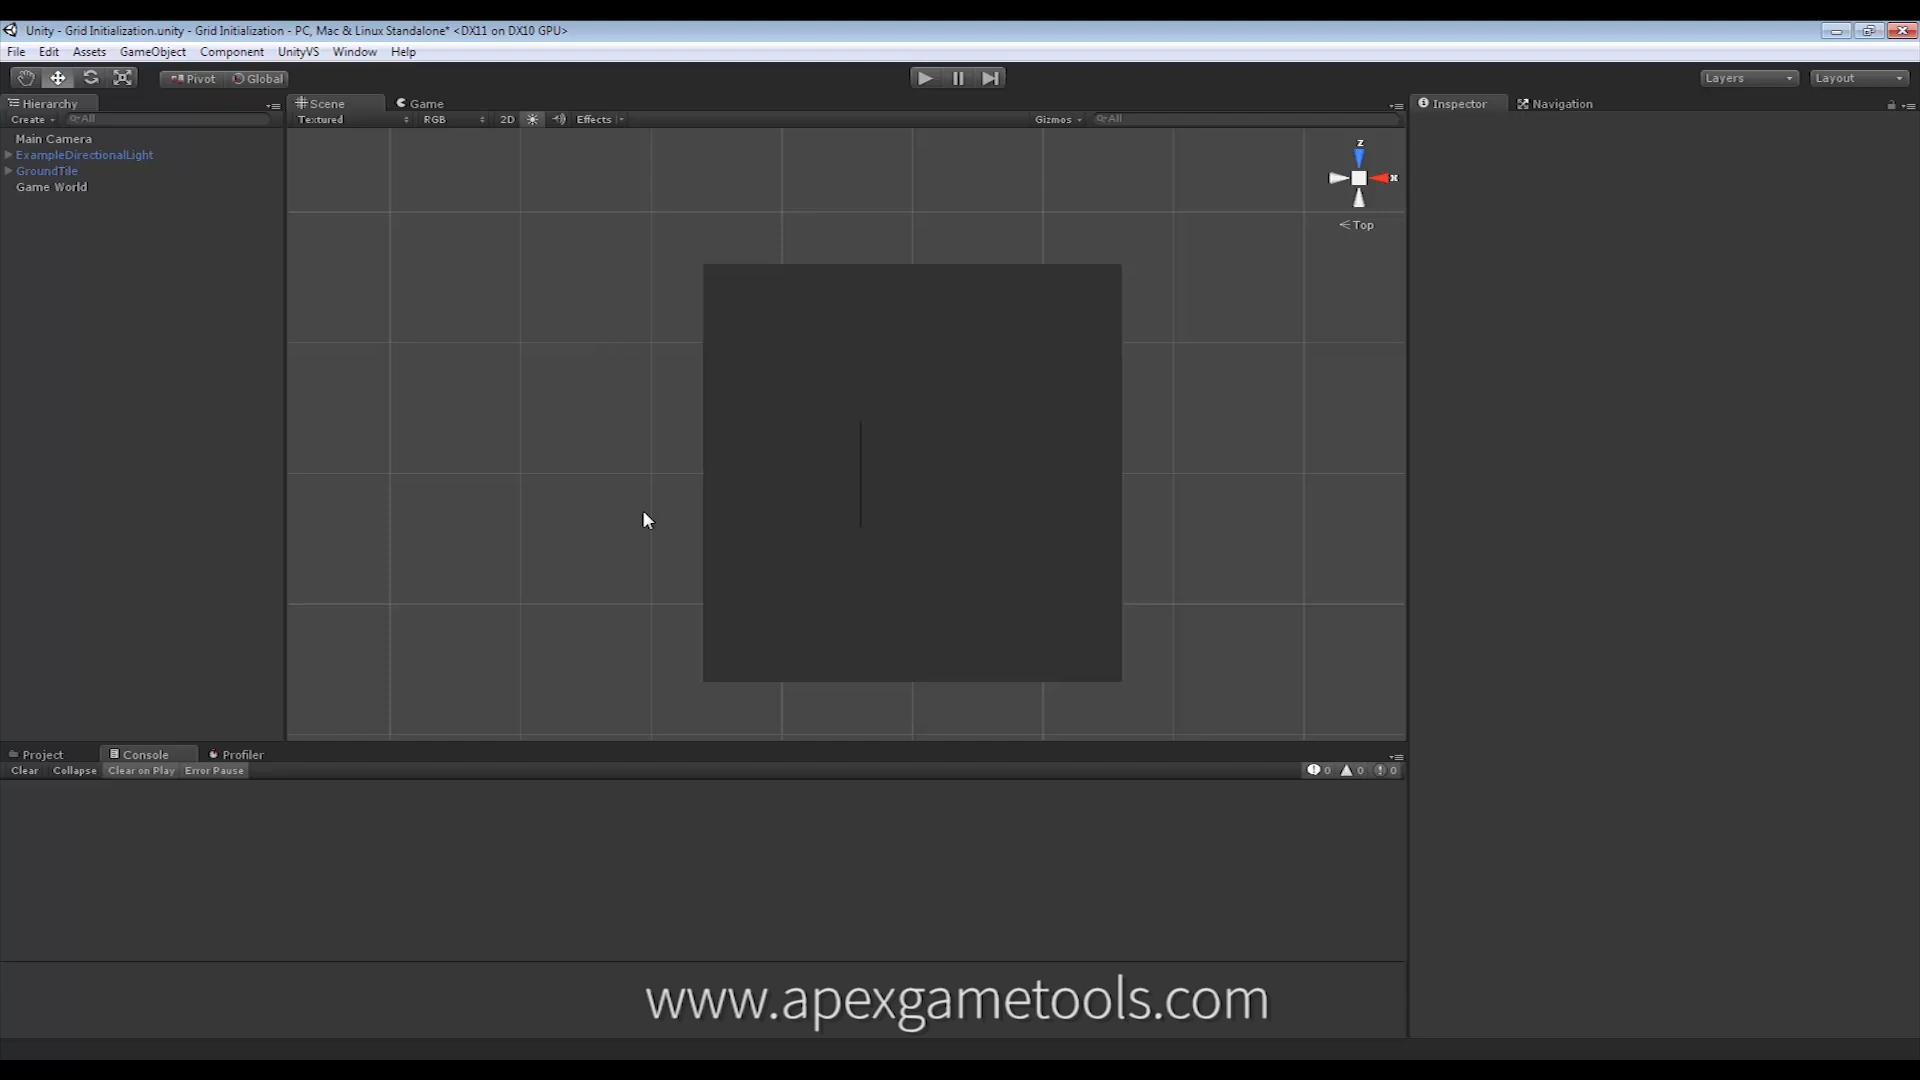 Unity - Grid Initialization.unity - Grid Initialization - PC, Mac & Linux Standalone* <DX11 on DX10 GPU>
File Edit Assets GameObject Component UnityVS Window Help
Pivot Global Layers Layout
Hierarchy Scene Game Inspector Navigation
Create All Textured RGB 2D Effects Gizmos All
Main Camera
ExampleDirectionalLight
GroundTile
Game World
z
x
Top
Project Console Profiler
Clear Collapse Clear on Play Error Pause 0 0 0
www.apexgametools.com